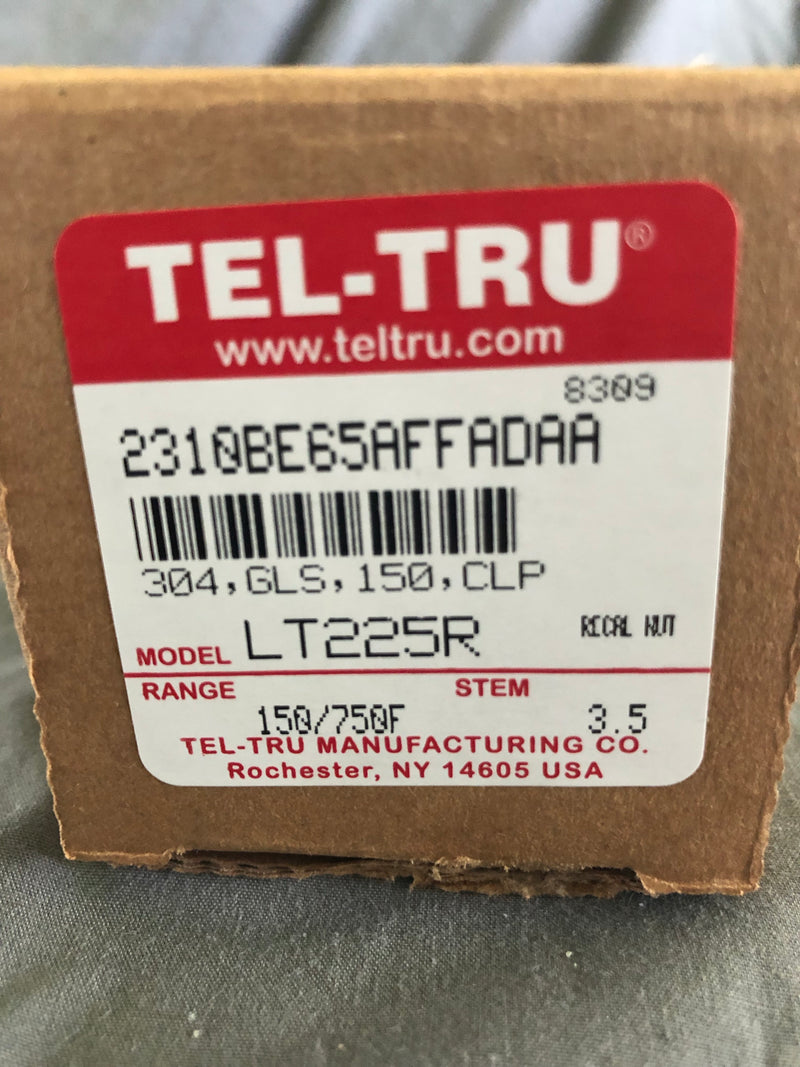 TEL-TRU®
www.teltru.com
8309
2310BE65AFFADAA
304,GLS,150,CLP
MODEL LT225R RECAL NUT
RANGE STEM
150/750F 3.5
TEL-TRU MANUFACTURING CO.
Rochester, NY 14605 USA